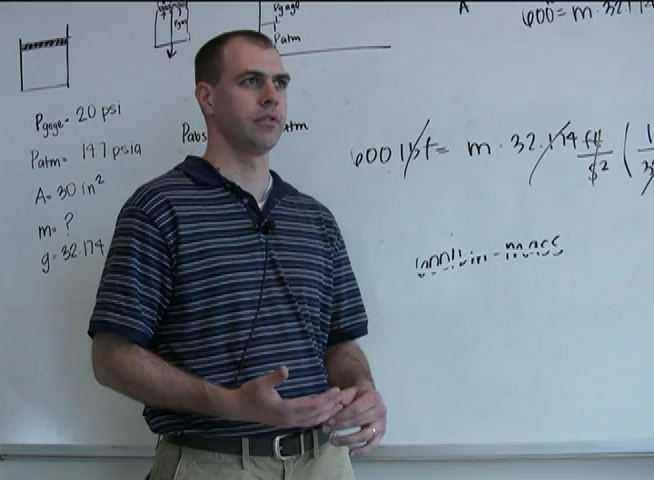 Pgage
Patm
A
600 = m · 32.174
Pgage = 20 psi
Patm = 14.7 psia
A = 30 in²
m = ?
g = 32.174
Pabs
atm
600 lbf = m · 32.174 ft/s² (
600 lbm = mass